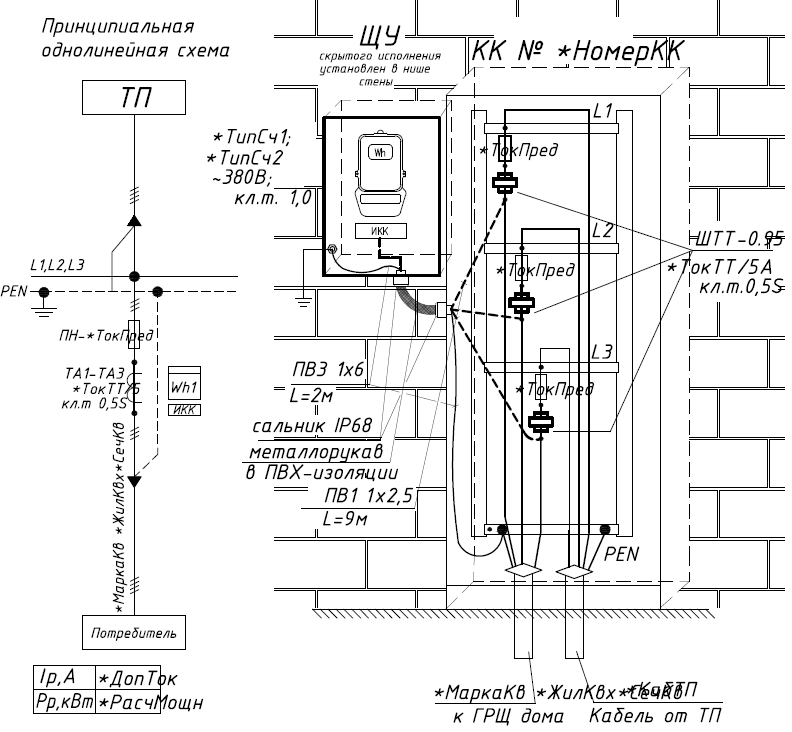 Принципиальная
однолинейная схема
ТП
L1,L2,L3
PEN
ПН-*ТокПред
ТА1-ТА3
*ТокТТ/5
кл.т 0,5S
Wh1
ИКК
*МаркаКв *ЖилКвх*СечКв
Потребитель
Iр,А *ДопТок
Рр,кВт *РасчМощн
ЩУ
скрытого исполнения
установлен в нише
стены
*ТипСч1;
*ТипСч2
~380В;
кл.т. 1,0
Wh
ИКК
КК № *НомерКК
L1
*ТокПред
L2
*ТокПред
L3
*ТокПред
PEN
ШТТ-0.95
*ТокТТ/5А
кл.т.0,5S
ПВ3 1х6
L=2м
сальник IP68
металлорукав
в ПВХ-изоляции
ПВ1 1х2,5
L=9м
*МаркаКв *ЖилКвх*СечКв
к ГРЩ дома
*КабТП
Кабель от ТП